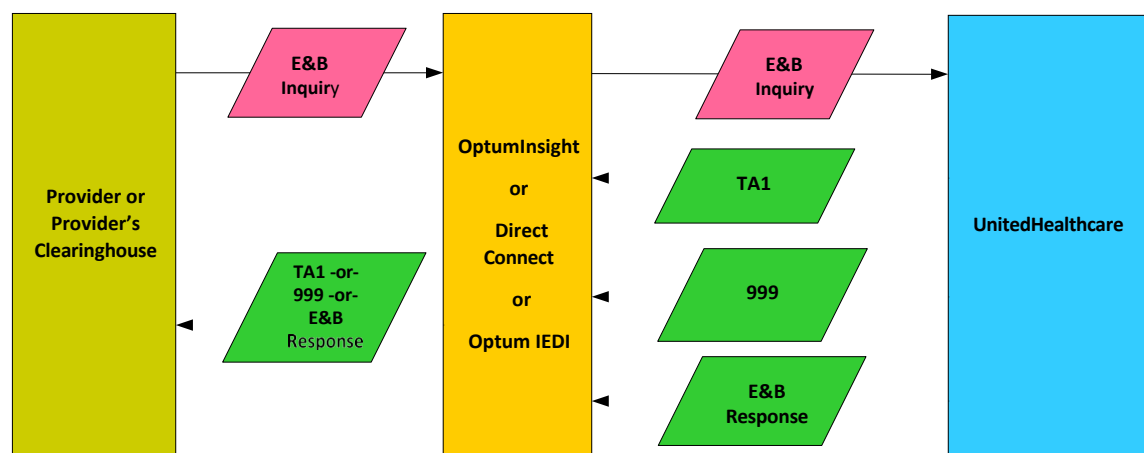 E&B
Inquiry
E&B
Inquiry
Provider or
Provider’s
Clearinghouse
OptumInsight
or
Direct
Connect
or
Optum IEDI
UnitedHealthcare
TA1
TA1 -or-
999 -or-
E&B
Response
999
E&B
Response